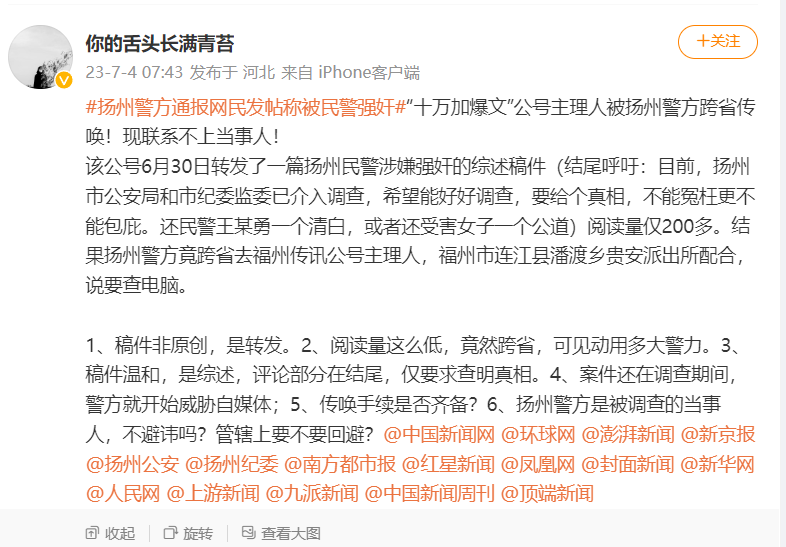 你的舌头长满青苔
+关注
23-7-4 07:43 发布于 河北 来自 iPhone客户端
#扬州警方通报网民发帖称被民警强奸#“十万加爆文”公号主理人被扬州警方跨省传
唤！现联系不上当事人！
该公号6月30日转发了一篇扬州民警涉嫌强奸的综述稿件（结尾呼吁：目前，扬州
市公安局和市纪委监委已介入调查，希望能好好调查，要给个真相，不能冤枉更不
能包庇。还民警王某勇一个清白，或者还受害女子一个公道）阅读量仅200多。结
果扬州警方竟跨省去福州传讯公号主理人，福州市连江县潘渡乡贵安派出所配合，
说要查电脑。
1、稿件非原创，是转发。2、阅读量这么低，竟然跨省，可见动用多大警力。3、
稿件温和，是综述，评论部分在结尾，仅要求查明真相。4、案件还在调查期间，
警方就开始威胁自媒体；5、传唤手续是否齐备？6、扬州警方是被调查的当事
人，不避讳吗？管辖上要不要回避？@中国新闻网 @环球网 @澎湃新闻 @新京报
@扬州公安 @扬州纪委 @南方都市报 @红星新闻 @凤凰网 @封面新闻 @新华网
@人民网 @上游新闻 @九派新闻 @中国新闻周刊 @顶端新闻
收起 旋转 查看大图